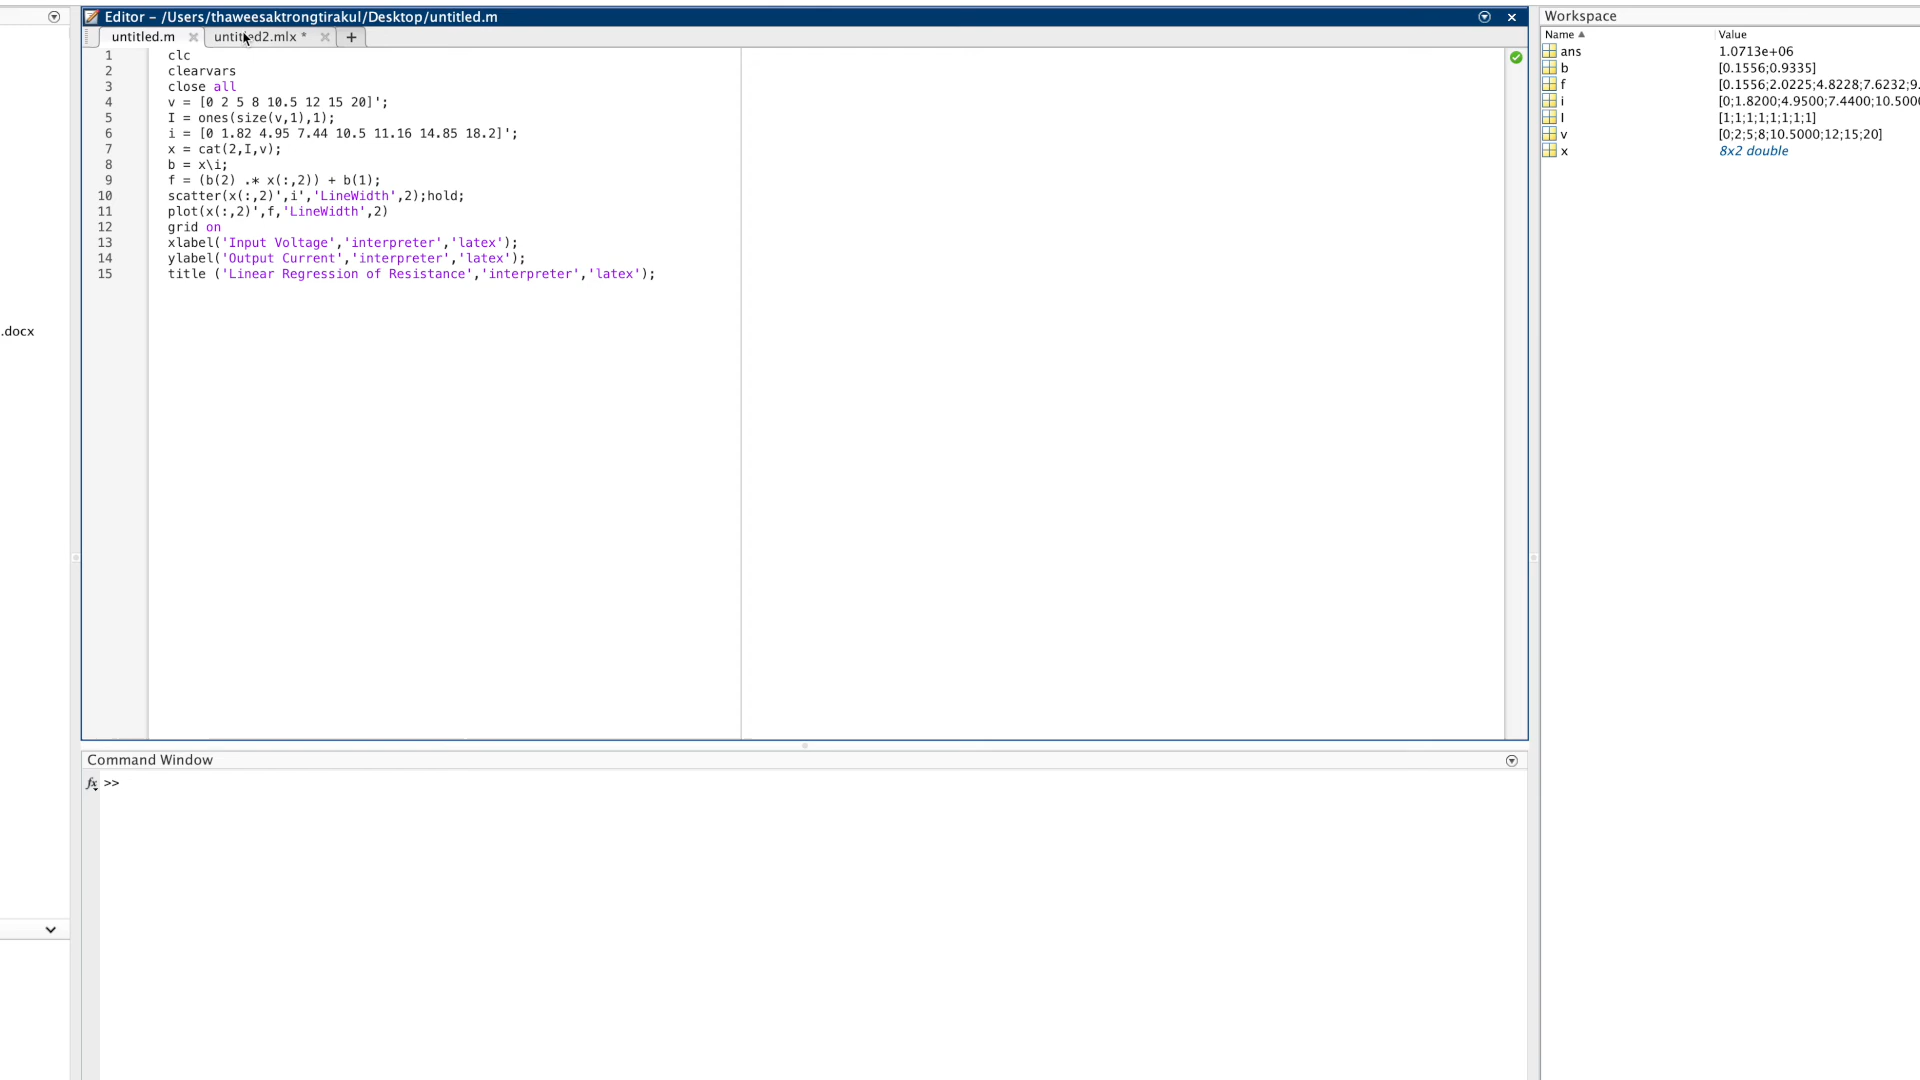 Editor – /Users/thaweesaktrongtirakul/Desktop/untitled.m
untitled.m
untitled2.mlx *
+
1 clc
2 clearvars
3 close all
4 v = [0 2 5 8 10.5 12 15 20]';
5 I = ones(size(v,1),1);
6 i = [0 1.82 4.95 7.44 10.5 11.16 14.85 18.2]';
7 x = cat(2,I,v);
8 b = x\i;
9 f = (b(2) .* x(:,2)) + b(1);
10 scatter(x(:,2)',i','LineWidth',2);hold;
11 plot(x(:,2)',f,'LineWidth',2)
12 grid on
13 xlabel('Input Voltage','interpreter','latex');
14 ylabel('Output Current','interpreter','latex');
15 title ('Linear Regression of Resistance','interpreter','latex');
.docx
Command Window
fx >>
Workspace
Name Value
ans 1.0713e+06
b [0.1556;0.9335]
f [0.1556;2.0225;4.8228;7.6232;9.
i [0;1.8200;4.9500;7.4400;10.5000
I [1;1;1;1;1;1;1;1]
v [0;2;5;8;10.5000;12;15;20]
x 8x2 double